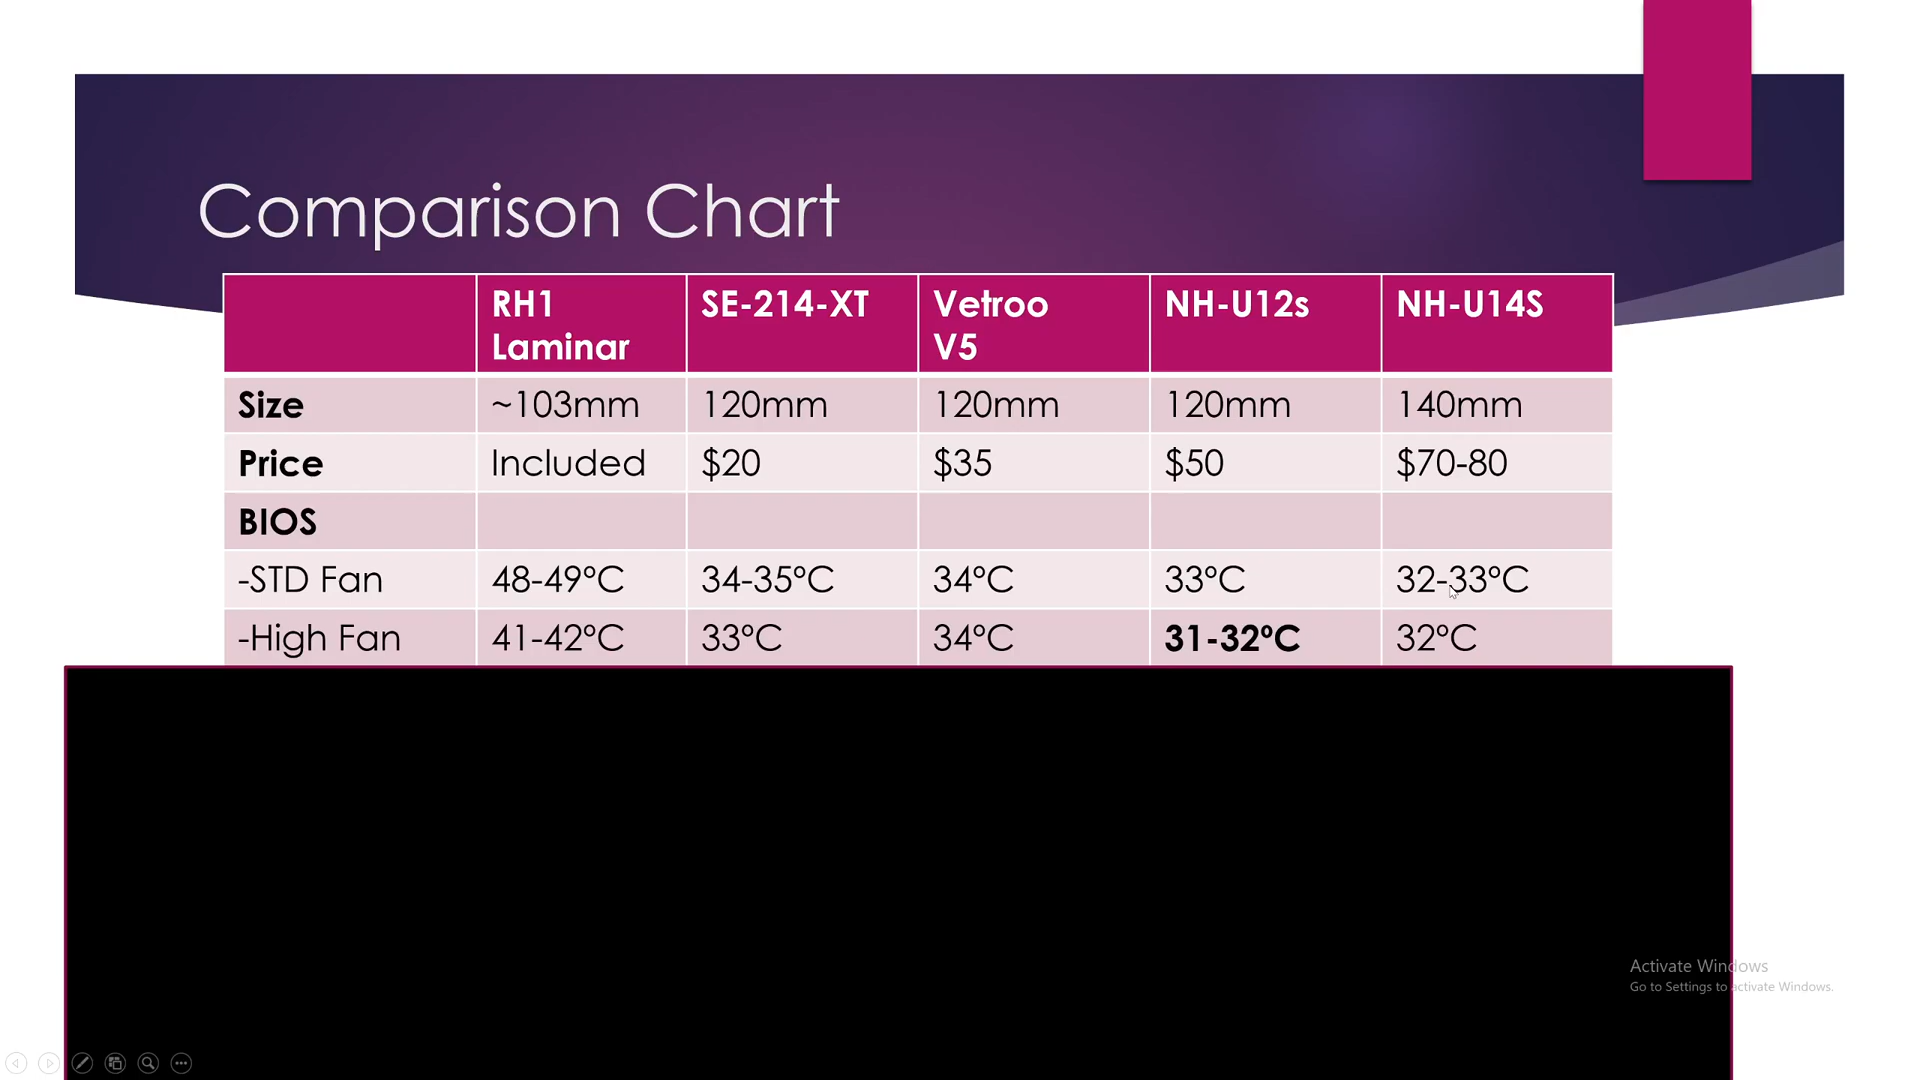 Comparison Chart
RH1 Laminar SE-214-XT Vetroo V5 NH-U12s NH-U14S
Size ~103mm 120mm 120mm 120mm 140mm
Price Included $20 $35 $50 $70-80
BIOS
-STD Fan 48-49°C 34-35°C 34°C 33°C 32-33°C
-High Fan 41-42°C 33°C 34°C 31-32°C 32°C
Activate Windows
Go to Settings to activate Windows.